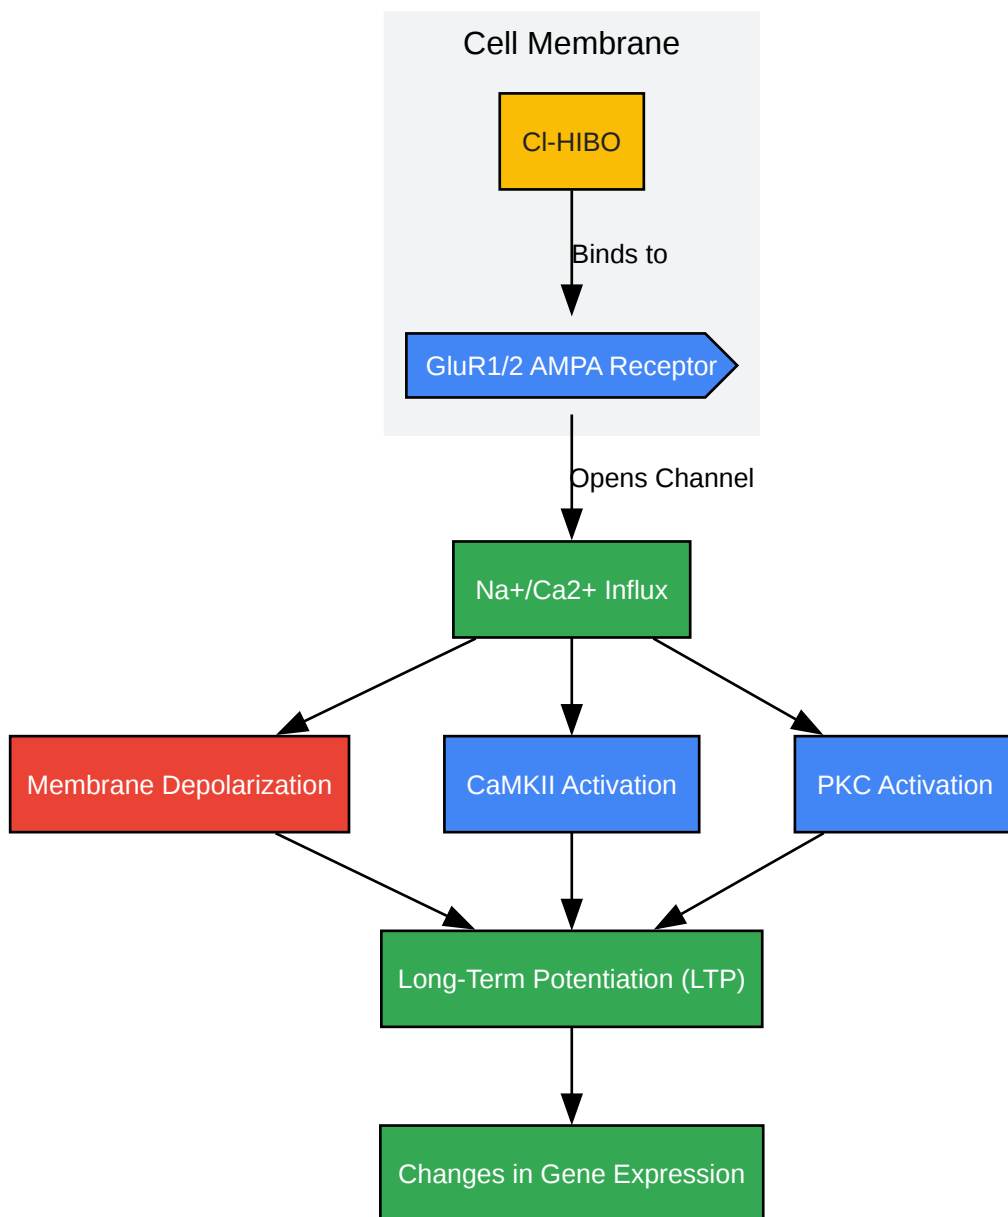 Cell Membrane
Cl-HIBO
Binds to
GluR1/2 AMPA Receptor
Opens Channel
Na+/Ca2+ Influx
Membrane Depolarization
CaMKII Activation
PKC Activation
Long-Term Potentiation (LTP)
Changes in Gene Expression